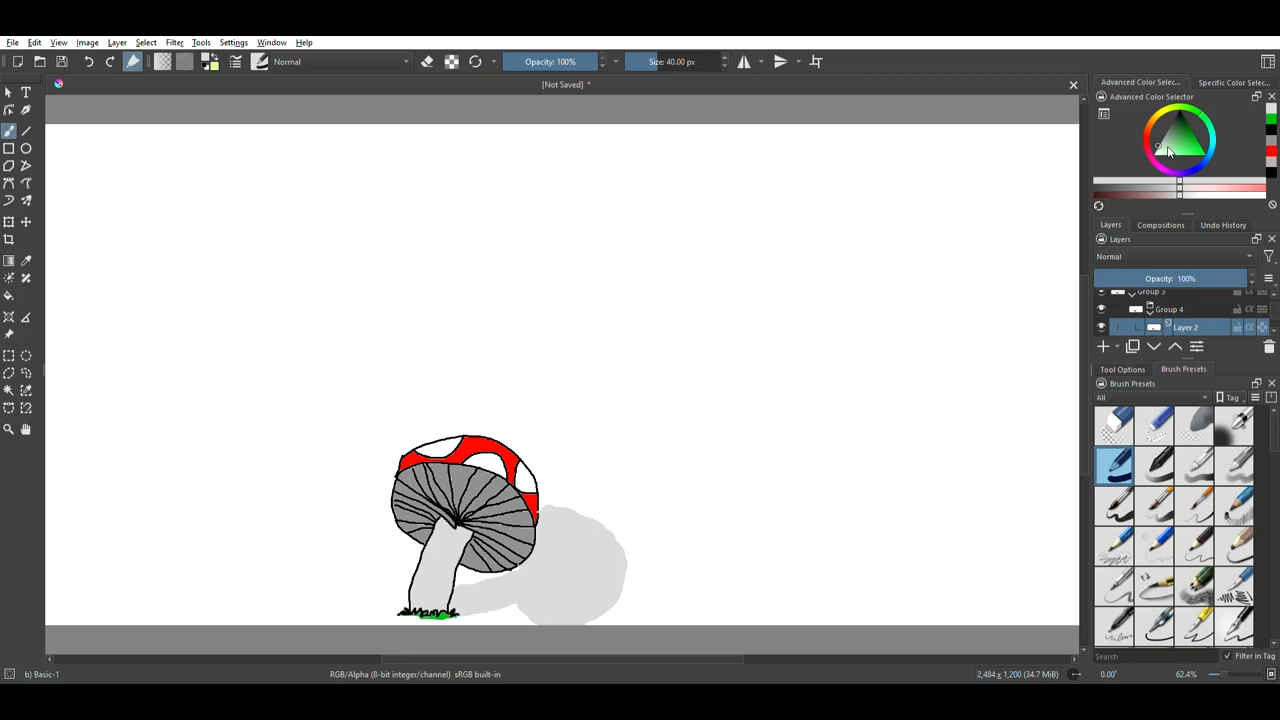 File Edit View Image Layer Select Filter Tools Settings Window Help
Normal Opacity: 100% Size: 40.00 px
[Not Saved] *
Advanced Color Selec... Specific Color Selec...
Advanced Color Selector
Layers Compositions Undo History
Layers
Normal
Opacity: 100%
Group 3
Group 4
Layer 2
Tool Options Brush Presets
Brush Presets
All Tag
Search Filter in Tag
b) Basic-1 RGB/Alpha (8-bit integer/channel) sRGB built-in 2,484 x 1,200 (34.7 MiB) 0.00° 62.4%